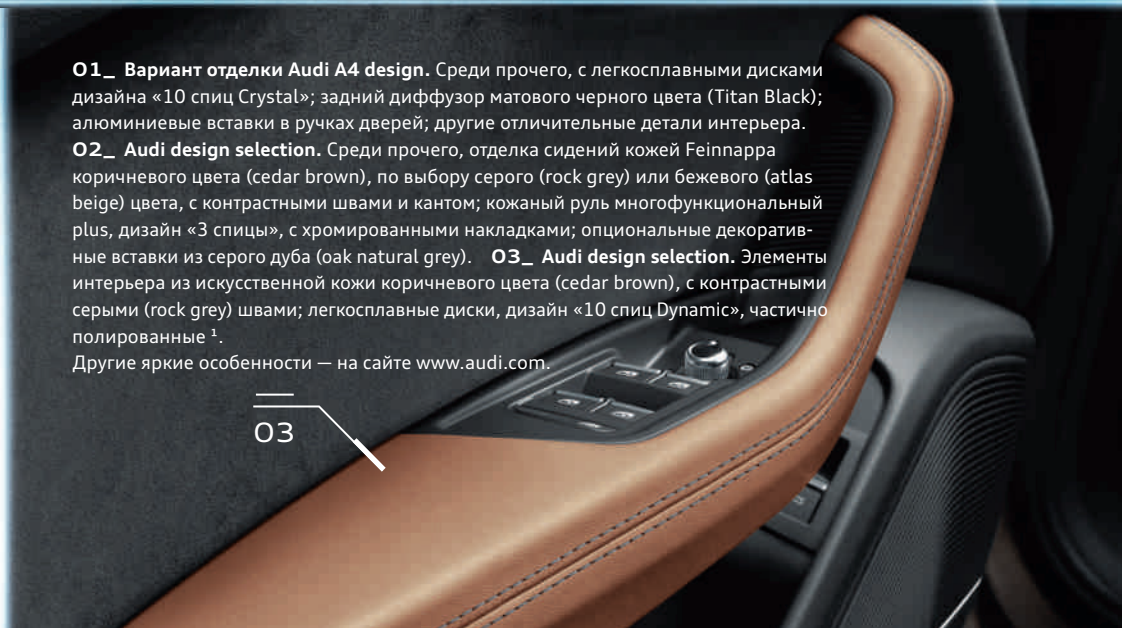 01_ Вариант отделки Audi A4 design. Среди прочего, с легкосплавными дисками
дизайна «10 спиц Crystal»; задний диффузор матового черного цвета (Titan Black);
алюминиевые вставки в ручках дверей; другие отличительные детали интерьера.
02_ Audi design selection. Среди прочего, отделка сидений кожей Feinnappa
коричневого цвета (cedar brown), по выбору серого (rock grey) или бежевого (atlas
beige) цвета, с контрастными швами и кантом; кожаный руль многофункциональный
plus, дизайн «3 спицы», с хромированными накладками; опциональные декоратив-
ные вставки из серого дуба (oak natural grey). 03_ Audi design selection. Элементы
интерьера из искусственной кожи коричневого цвета (cedar brown), с контрастными
серыми (rock grey) швами; легкосплавные диски, дизайн «10 спиц Dynamic», частично
полированные ¹.
Другие яркие особенности — на сайте www.audi.com.
03